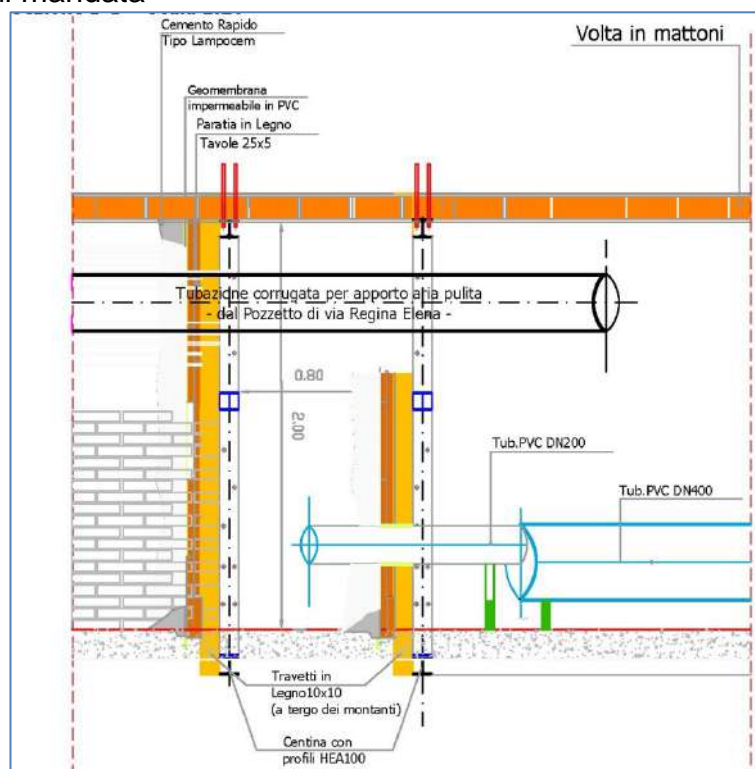 Cemento Rapido
Tipo Lampocem
Volta in mattoni
Geomembrana
impermeabile in PVC
Paratia in Legno
Tavole 25x5
Tubazione corrugata per apporto aria pulita
- dal Pozzetto di via Regina Elena -
0.80
2.00
Tub.PVC DN200
Tub.PVC DN400
Travetti in
Legno10x10
(a tergo dei montanti)
Centina con
profili HEA100